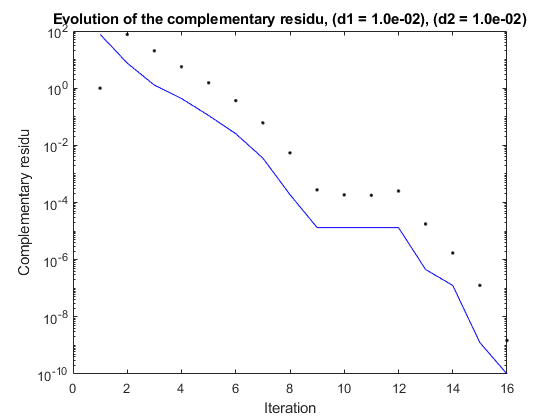 Evolution of the complementary residu, (d1 = 1.0e-02), (d2 = 1.0e-02)
10^2
10^0
10^-2
10^-4
10^-6
10^-8
10^-10
Complementary residu
0 2 4 6 8 10 12 14 16
Iteration